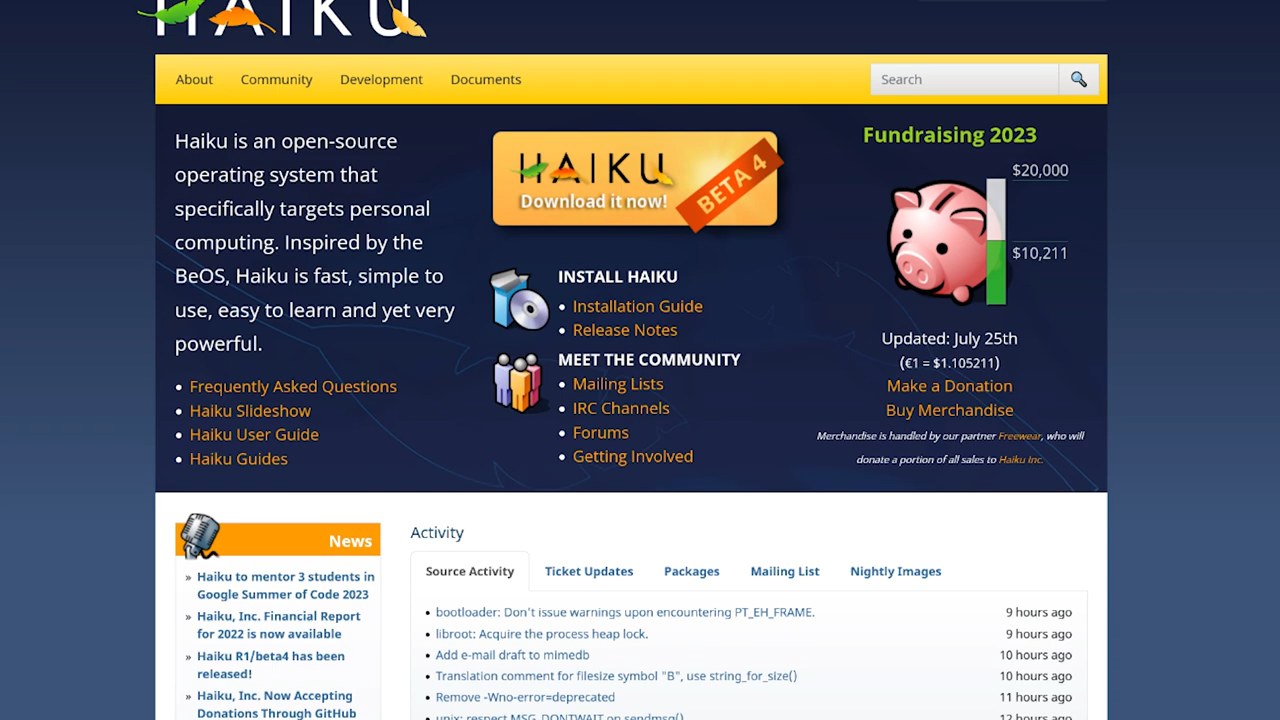 HAIKU
About Community Development Documents Search
Haiku is an open-source
operating system that
specifically targets personal
computing. Inspired by the
BeOS, Haiku is fast, simple to
use, easy to learn and yet very
powerful.
Frequently Asked Questions
Haiku Slideshow
Haiku User Guide
Haiku Guides
HAIKU
Download it now!
BETA 4
INSTALL HAIKU
Installation Guide
Release Notes
MEET THE COMMUNITY
Mailing Lists
IRC Channels
Forums
Getting Involved
Fundraising 2023
$20,000
$10,211
Updated: July 25th
(€1 = $1.105211)
Make a Donation
Buy Merchandise
Merchandise is handled by our partner Freewear, who will
donate a portion of all sales to Haiku Inc.
News
» Haiku to mentor 3 students in
Google Summer of Code 2023
» Haiku, Inc. Financial Report
for 2022 is now available
» Haiku R1/beta4 has been
released!
» Haiku, Inc. Now Accepting
Donations Through GitHub
Activity
Source Activity Ticket Updates Packages Mailing List Nightly Images
bootloader: Don't issue warnings upon encountering PT_EH_FRAME. 9 hours ago
libroot: Acquire the process heap lock. 9 hours ago
Add e-mail draft to mimedb 10 hours ago
Translation comment for filesize symbol "B", use string_for_size() 10 hours ago
Remove -Wno-error=deprecated 11 hours ago
unix: respect MSG_DONTWAIT on sendmsg() 12 hours ago